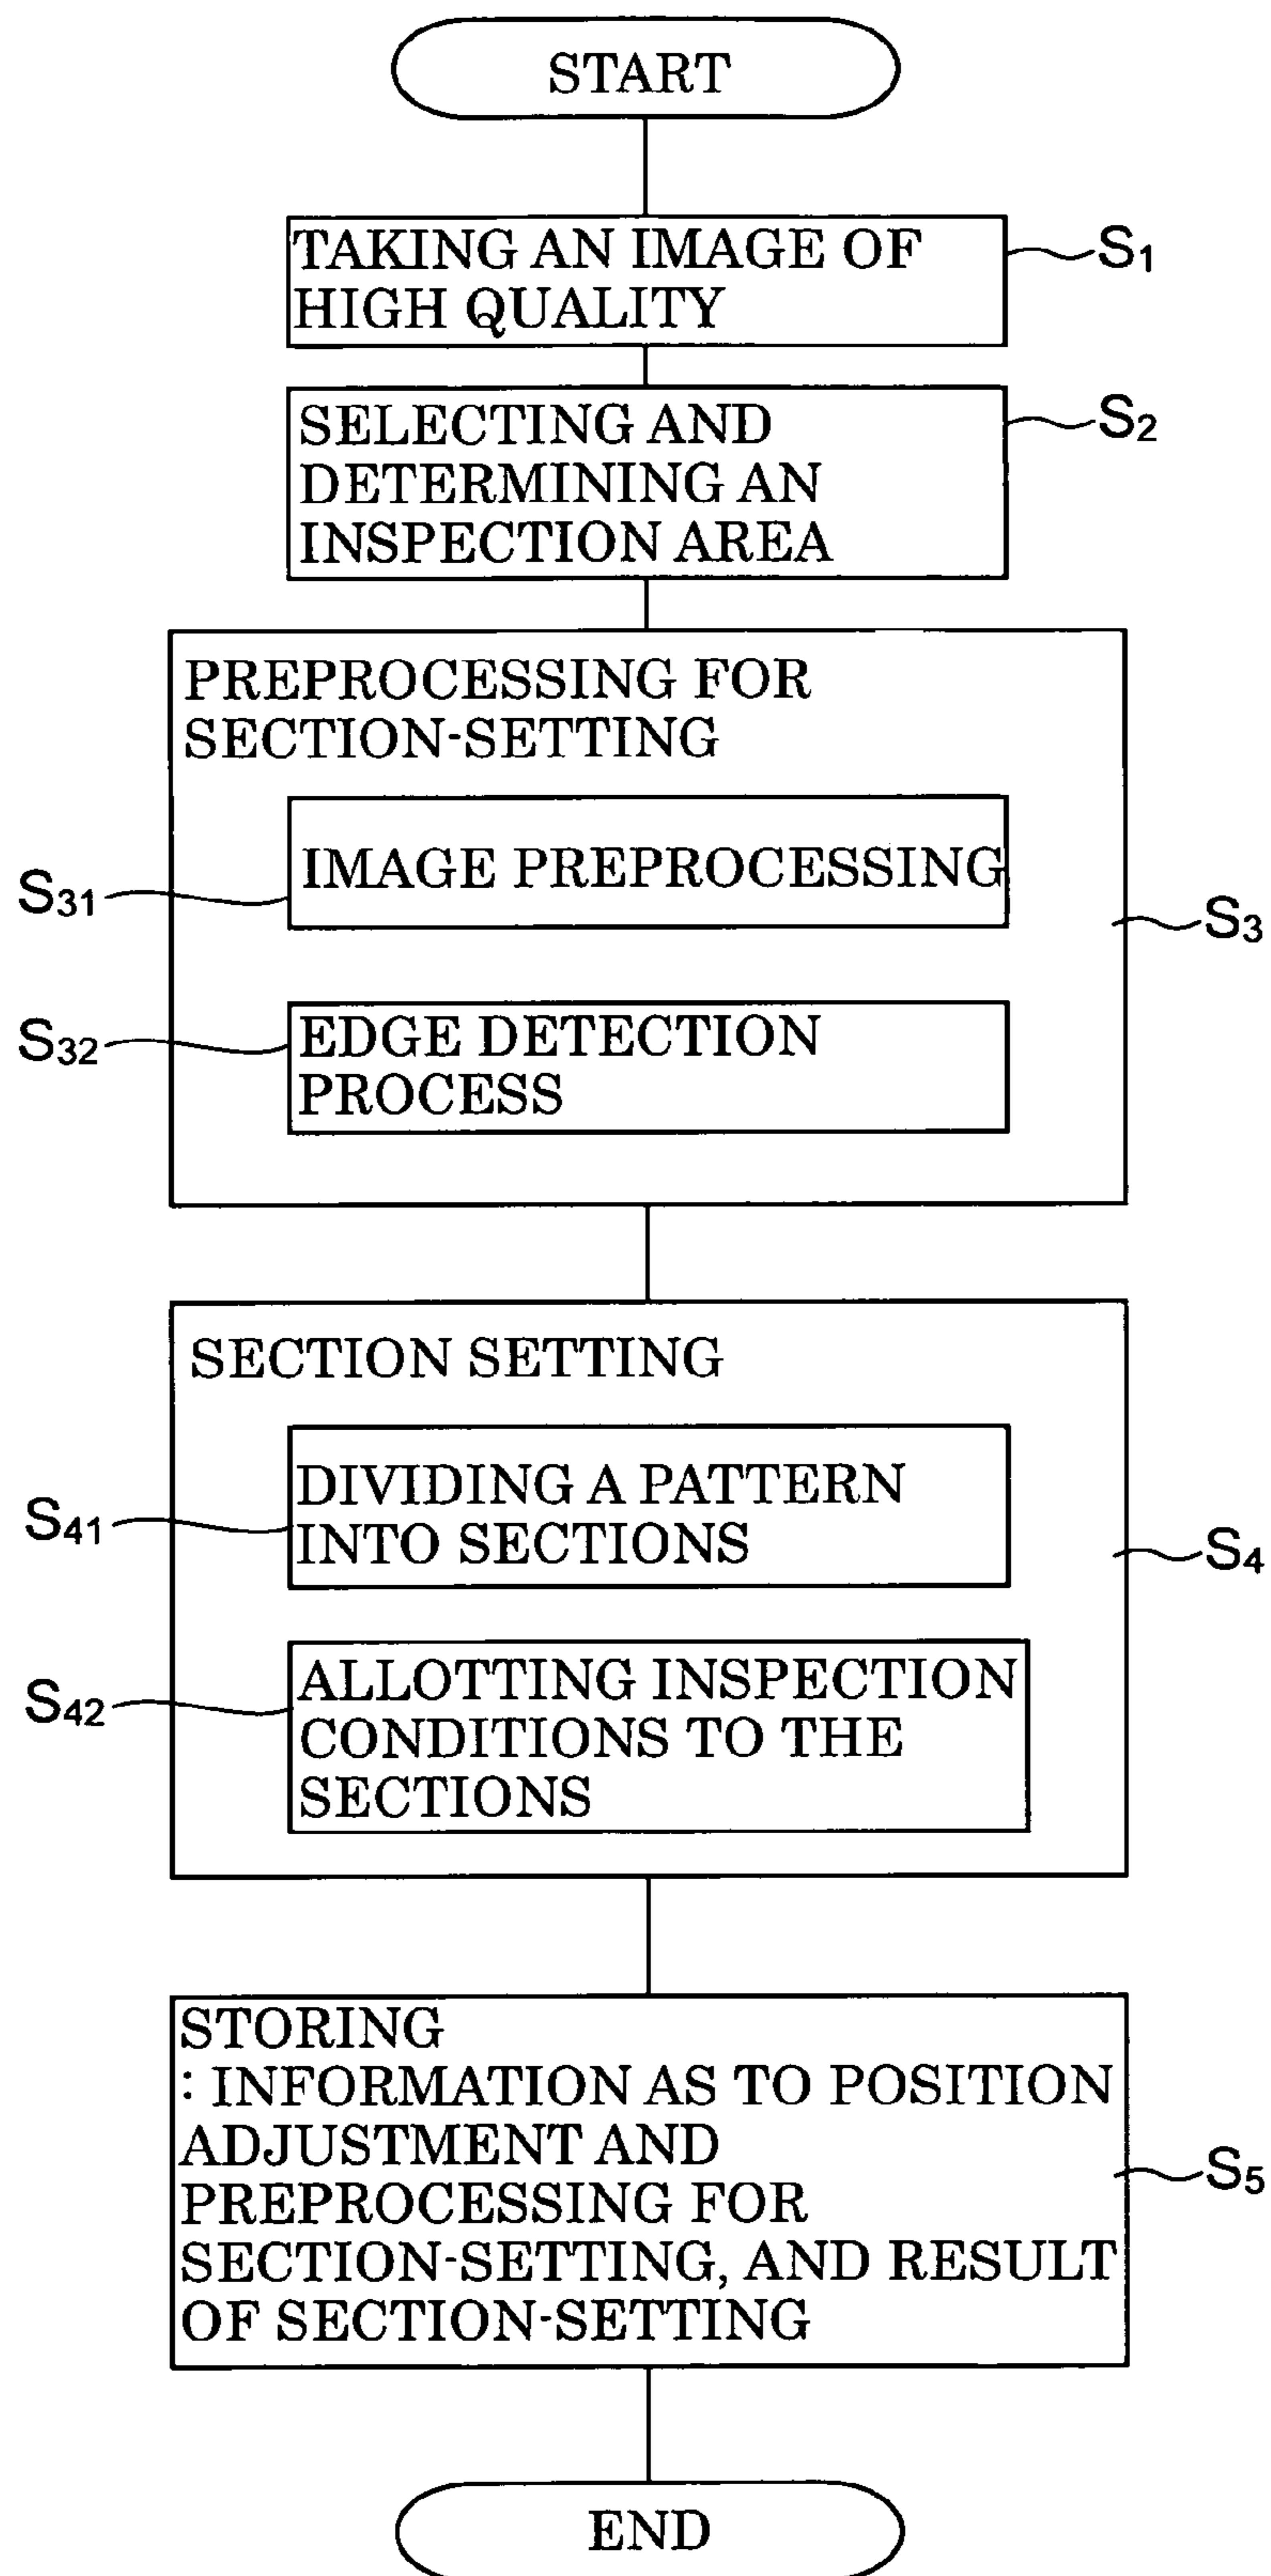 START
TAKING AN IMAGE OF
HIGH QUALITY
S1
SELECTING AND
DETERMINING AN
INSPECTION AREA
S2
PREPROCESSING FOR
SECTION-SETTING
IMAGE PREPROCESSING
S31
S3
EDGE DETECTION
PROCESS
S32
SECTION SETTING
DIVIDING A PATTERN
INTO SECTIONS
S41
S4
ALLOTTING INSPECTION
CONDITIONS TO THE
SECTIONS
S42
STORING
: INFORMATION AS TO POSITION
ADJUSTMENT AND
PREPROCESSING FOR
SECTION-SETTING, AND RESULT
OF SECTION-SETTING
S5
END